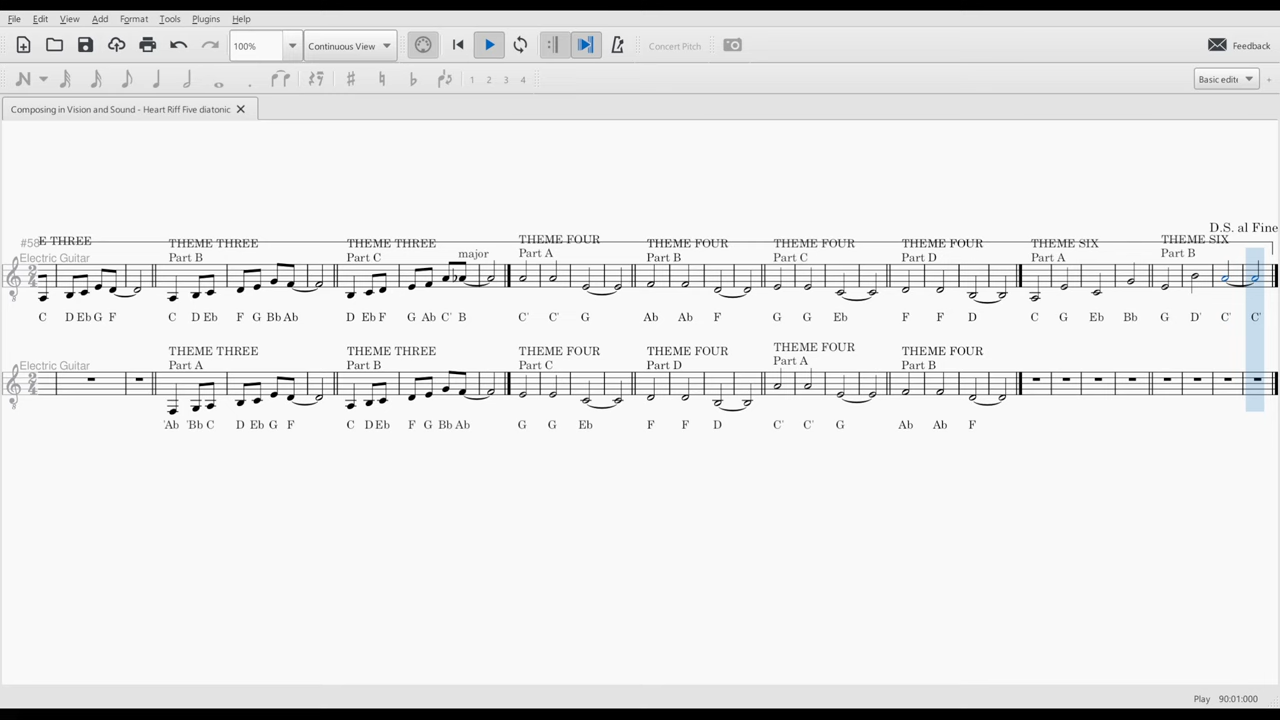 File Edit View Add Format Tools Plugins Help
100% Continuous View Concert Pitch Feedback
1 2 3 4 Basic edit
Composing in Vision and Sound - Heart Riff Five diatonic
D.S. al Fine
#58 E THREE THEME THREE THEME THREE THEME FOUR THEME FOUR THEME FOUR THEME FOUR THEME SIX THEME SIX
Electric Guitar Part B Part C major Part A Part B Part C Part D Part A Part B
2 4
C D Eb G F C D Eb F G Bb Ab D Eb F G Ab C' B C' C' G Ab Ab F G G Eb F F D C G Eb Bb G D' C' C'
THEME THREE THEME THREE THEME FOUR THEME FOUR THEME FOUR THEME FOUR
Electric Guitar Part A Part B Part C Part D Part A Part B
2 4
'Ab 'Bb C D Eb G F C D Eb F G Bb Ab G G Eb F F D C' C' G Ab Ab F
Play 90:01:000